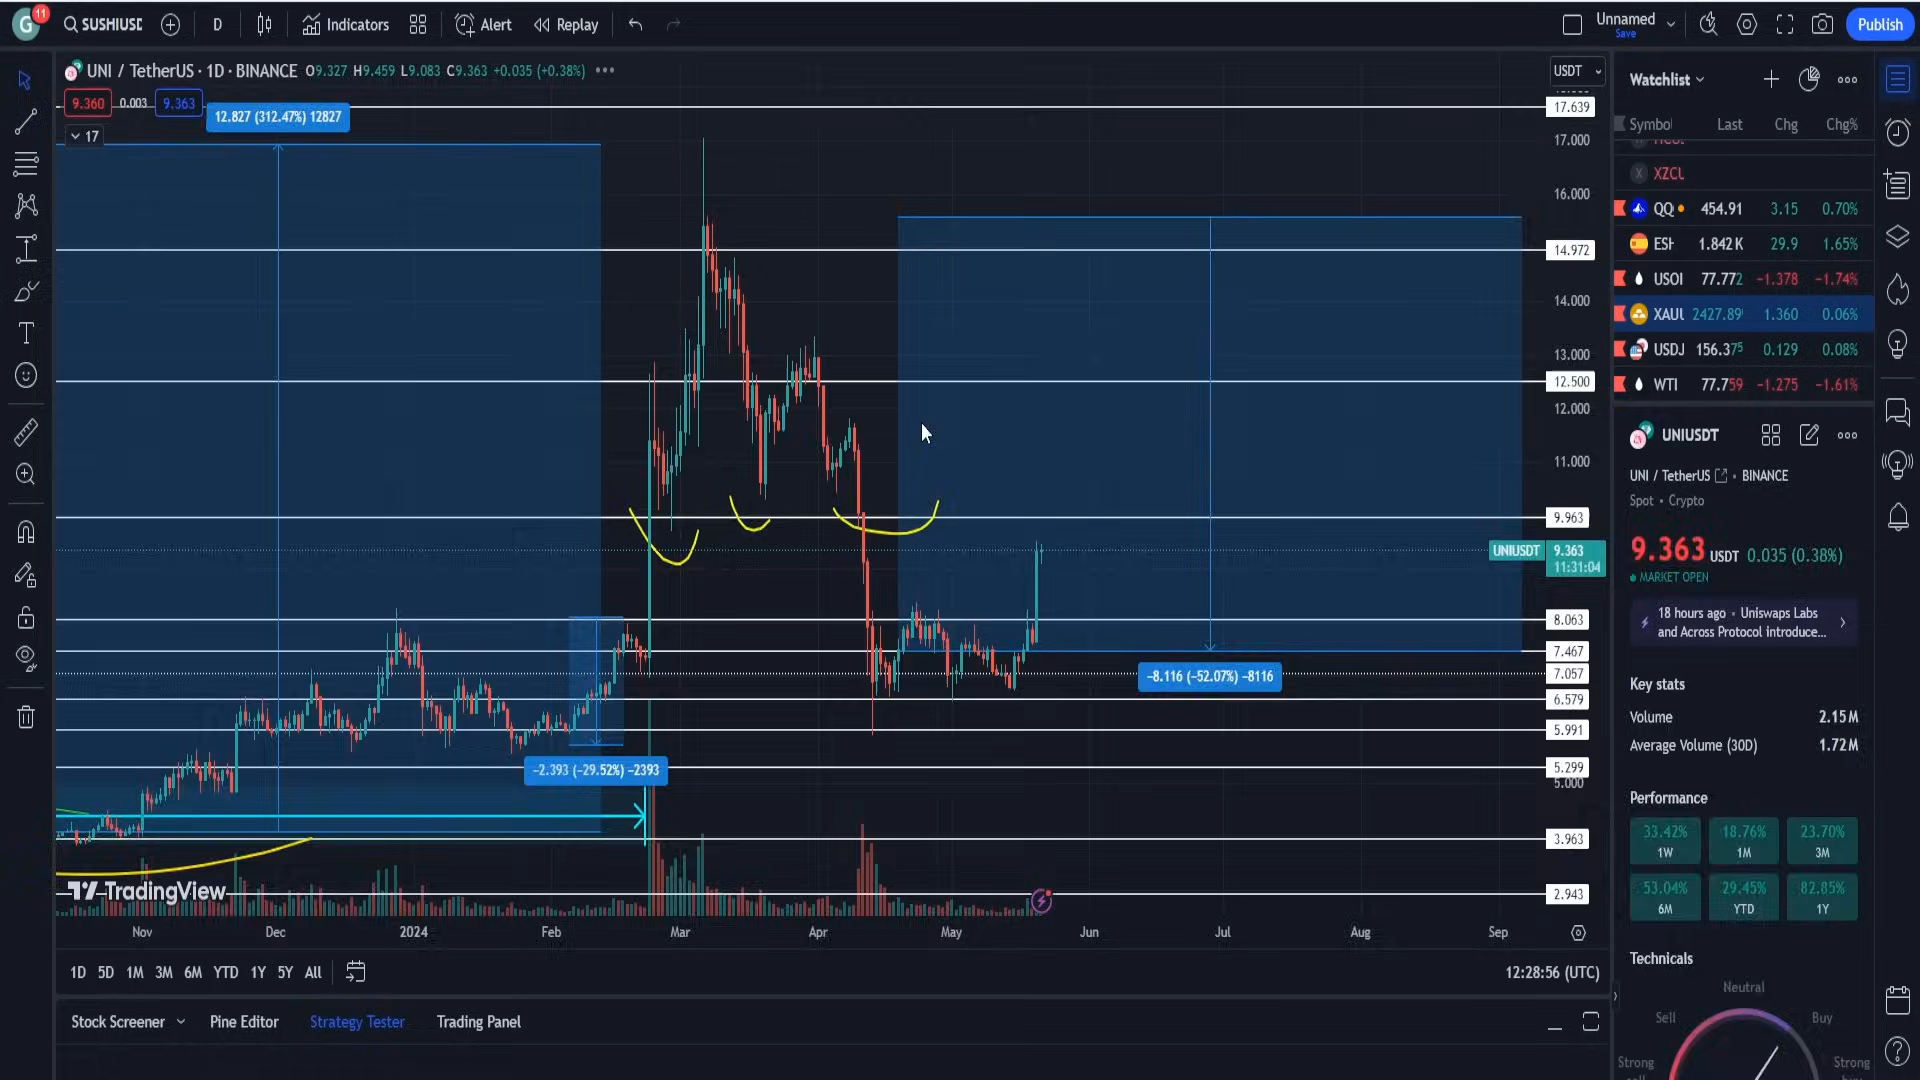 G
11
SUSHIUSD
D
Indicators
Alert
Replay
Unnamed
Save
Publish
UNI / TetherUS · 1D · BINANCE O9.327 H9.459 L9.083 C9.363 +0.035 (+0.38%)
9.360 0.003 9.363
12.827 (312.47%) 12827
17
USDT
17.639
17.000
16.000
14.972
14.000
13.000
12.500
12.000
11.000
9.963
UNIUSDT 9.363
11:31:04
8.063
7.467
7.057
6.579
5.991
5.299
5.000
3.963
2.943
−8.116 (−52.07%) −8116
−2.393 (−29.52%) −2393
TradingView
Nov Dec 2024 Feb Mar Apr May Jun Jul Aug Sep
1D 5D 1M 3M 6M YTD 1Y 5Y All
12:28:56 (UTC)
Stock Screener Pine Editor Strategy Tester Trading Panel
Watchlist
Symbol Last Chg Chg%
X XZCL
QQ 454.91 3.15 0.70%
1.842K 29.9 1.65%
USOI 77.772 −1.378 −1.74%
XAUU 2427.89 1.360 0.06%
USDJ 156.375 0.129 0.08%
WTI 77.759 −1.275 −1.61%
UNIUSDT
UNI / TetherUS • BINANCE
Spot • Crypto
9.363 USDT 0.035 (0.38%)
MARKET OPEN
18 hours ago • Uniswaps Labs
and Across Protocol introduce...
Key stats
Volume 2.15M
Average Volume (30D) 1.72M
Performance
33.42% 18.76% 23.70%
1W 1M 3M
53.04% 29.45% 82.85%
6M YTD 1Y
Technicals
Neutral
Sell Buy
Strong Strong